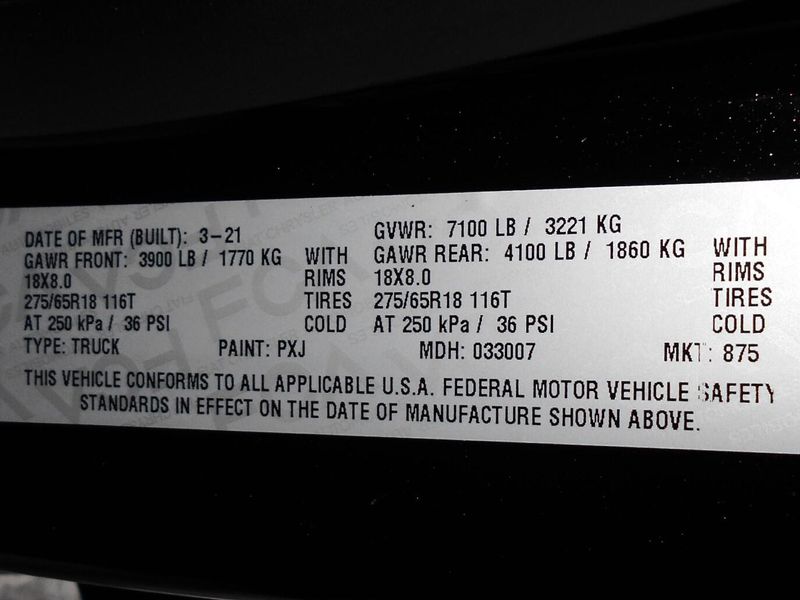 DATE OF MFR (BUILT): 3-21 GVWR: 7100 LB / 3221 KG
GAWR FRONT: 3900 LB / 1770 KG WITH GAWR REAR: 4100 LB / 1860 KG WITH
18X8.0 RIMS 18X8.0 RIMS
275/65R18 116T TIRES 275/65R18 116T TIRES
AT 250 kPa / 36 PSI COLD AT 250 kPa / 36 PSI COLD
TYPE: TRUCK PAINT: PXJ MDH: 033007 MKT: 875
THIS VEHICLE CONFORMS TO ALL APPLICABLE U.S.A. FEDERAL MOTOR VEHICLE SAFETY
STANDARDS IN EFFECT ON THE DATE OF MANUFACTURE SHOWN ABOVE.